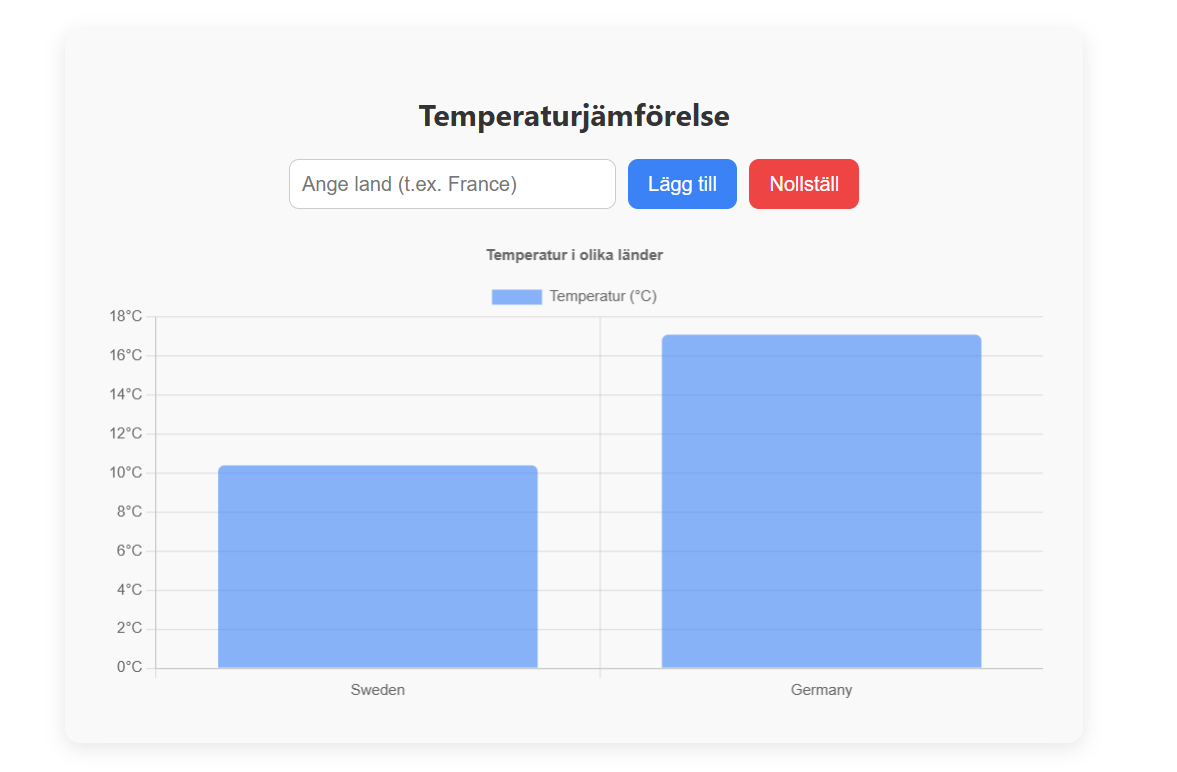 Temperaturjämförelse
Ange land (t.ex. France) Lägg till Nollställ
Temperatur i olika länder
Temperatur (°C)
18°C
16°C
14°C
12°C
10°C
8°C
6°C
4°C
2°C
0°C
Sweden Germany